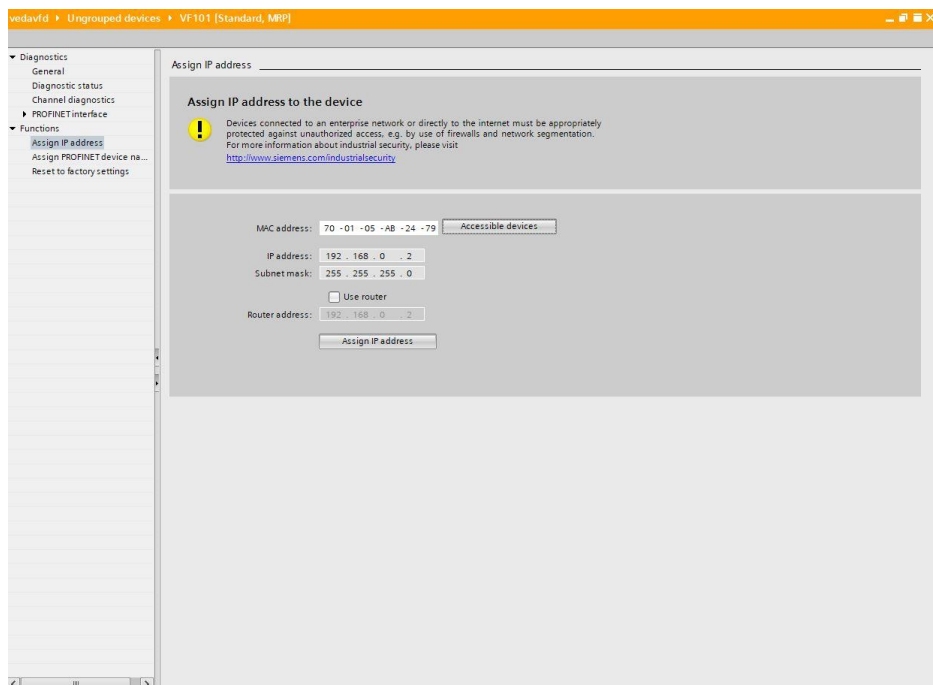 vedavfd ▸ Ungrouped devices ▸ VF101 [Standard, MRP]
Diagnostics
General
Diagnostic status
Channel diagnostics
PROFINET interface
Functions
Assign IP address
Assign PROFINET device na...
Reset to factory settings
Assign IP address
Assign IP address to the device
Devices connected to an enterprise network or directly to the internet must be appropriately
protected against unauthorized access, e.g. by use of firewalls and network segmentation.
For more information about industrial security, please visit
http://www.siemens.com/industrialsecurity
MAC address: 70 -01 -05 -AB -24 -79 Accessible devices
IP address: 192 . 168 . 0 . 2
Subnet mask: 255 . 255 . 255 . 0
Use router
Router address: 192 . 168 . 0 . 2
Assign IP address